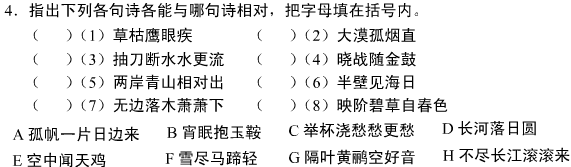 4．指出下列各句诗各能与哪句诗相对，把字母填在括号内。
（　　）（1）草枯鹰眼疾　　（　　）（2）大漠孤烟直
（　　）（3）抽刀断水水更流　　（　　）（4）晓战随金鼓
（　　）（5）两岸青山相对出　　（　　）（6）半壁见海日
（　　）（7）无边落木萧萧下　　（　　）（8）映阶碧草自春色
A 孤帆一片日边来　　B 宵眠抱玉鞍　　C 举杯浇愁愁更愁　　D 长河落日圆
E 空中闻天鸡　　F 雪尽马蹄轻　　G 隔叶黄鹂空好音　　H 不尽长江滚滚来